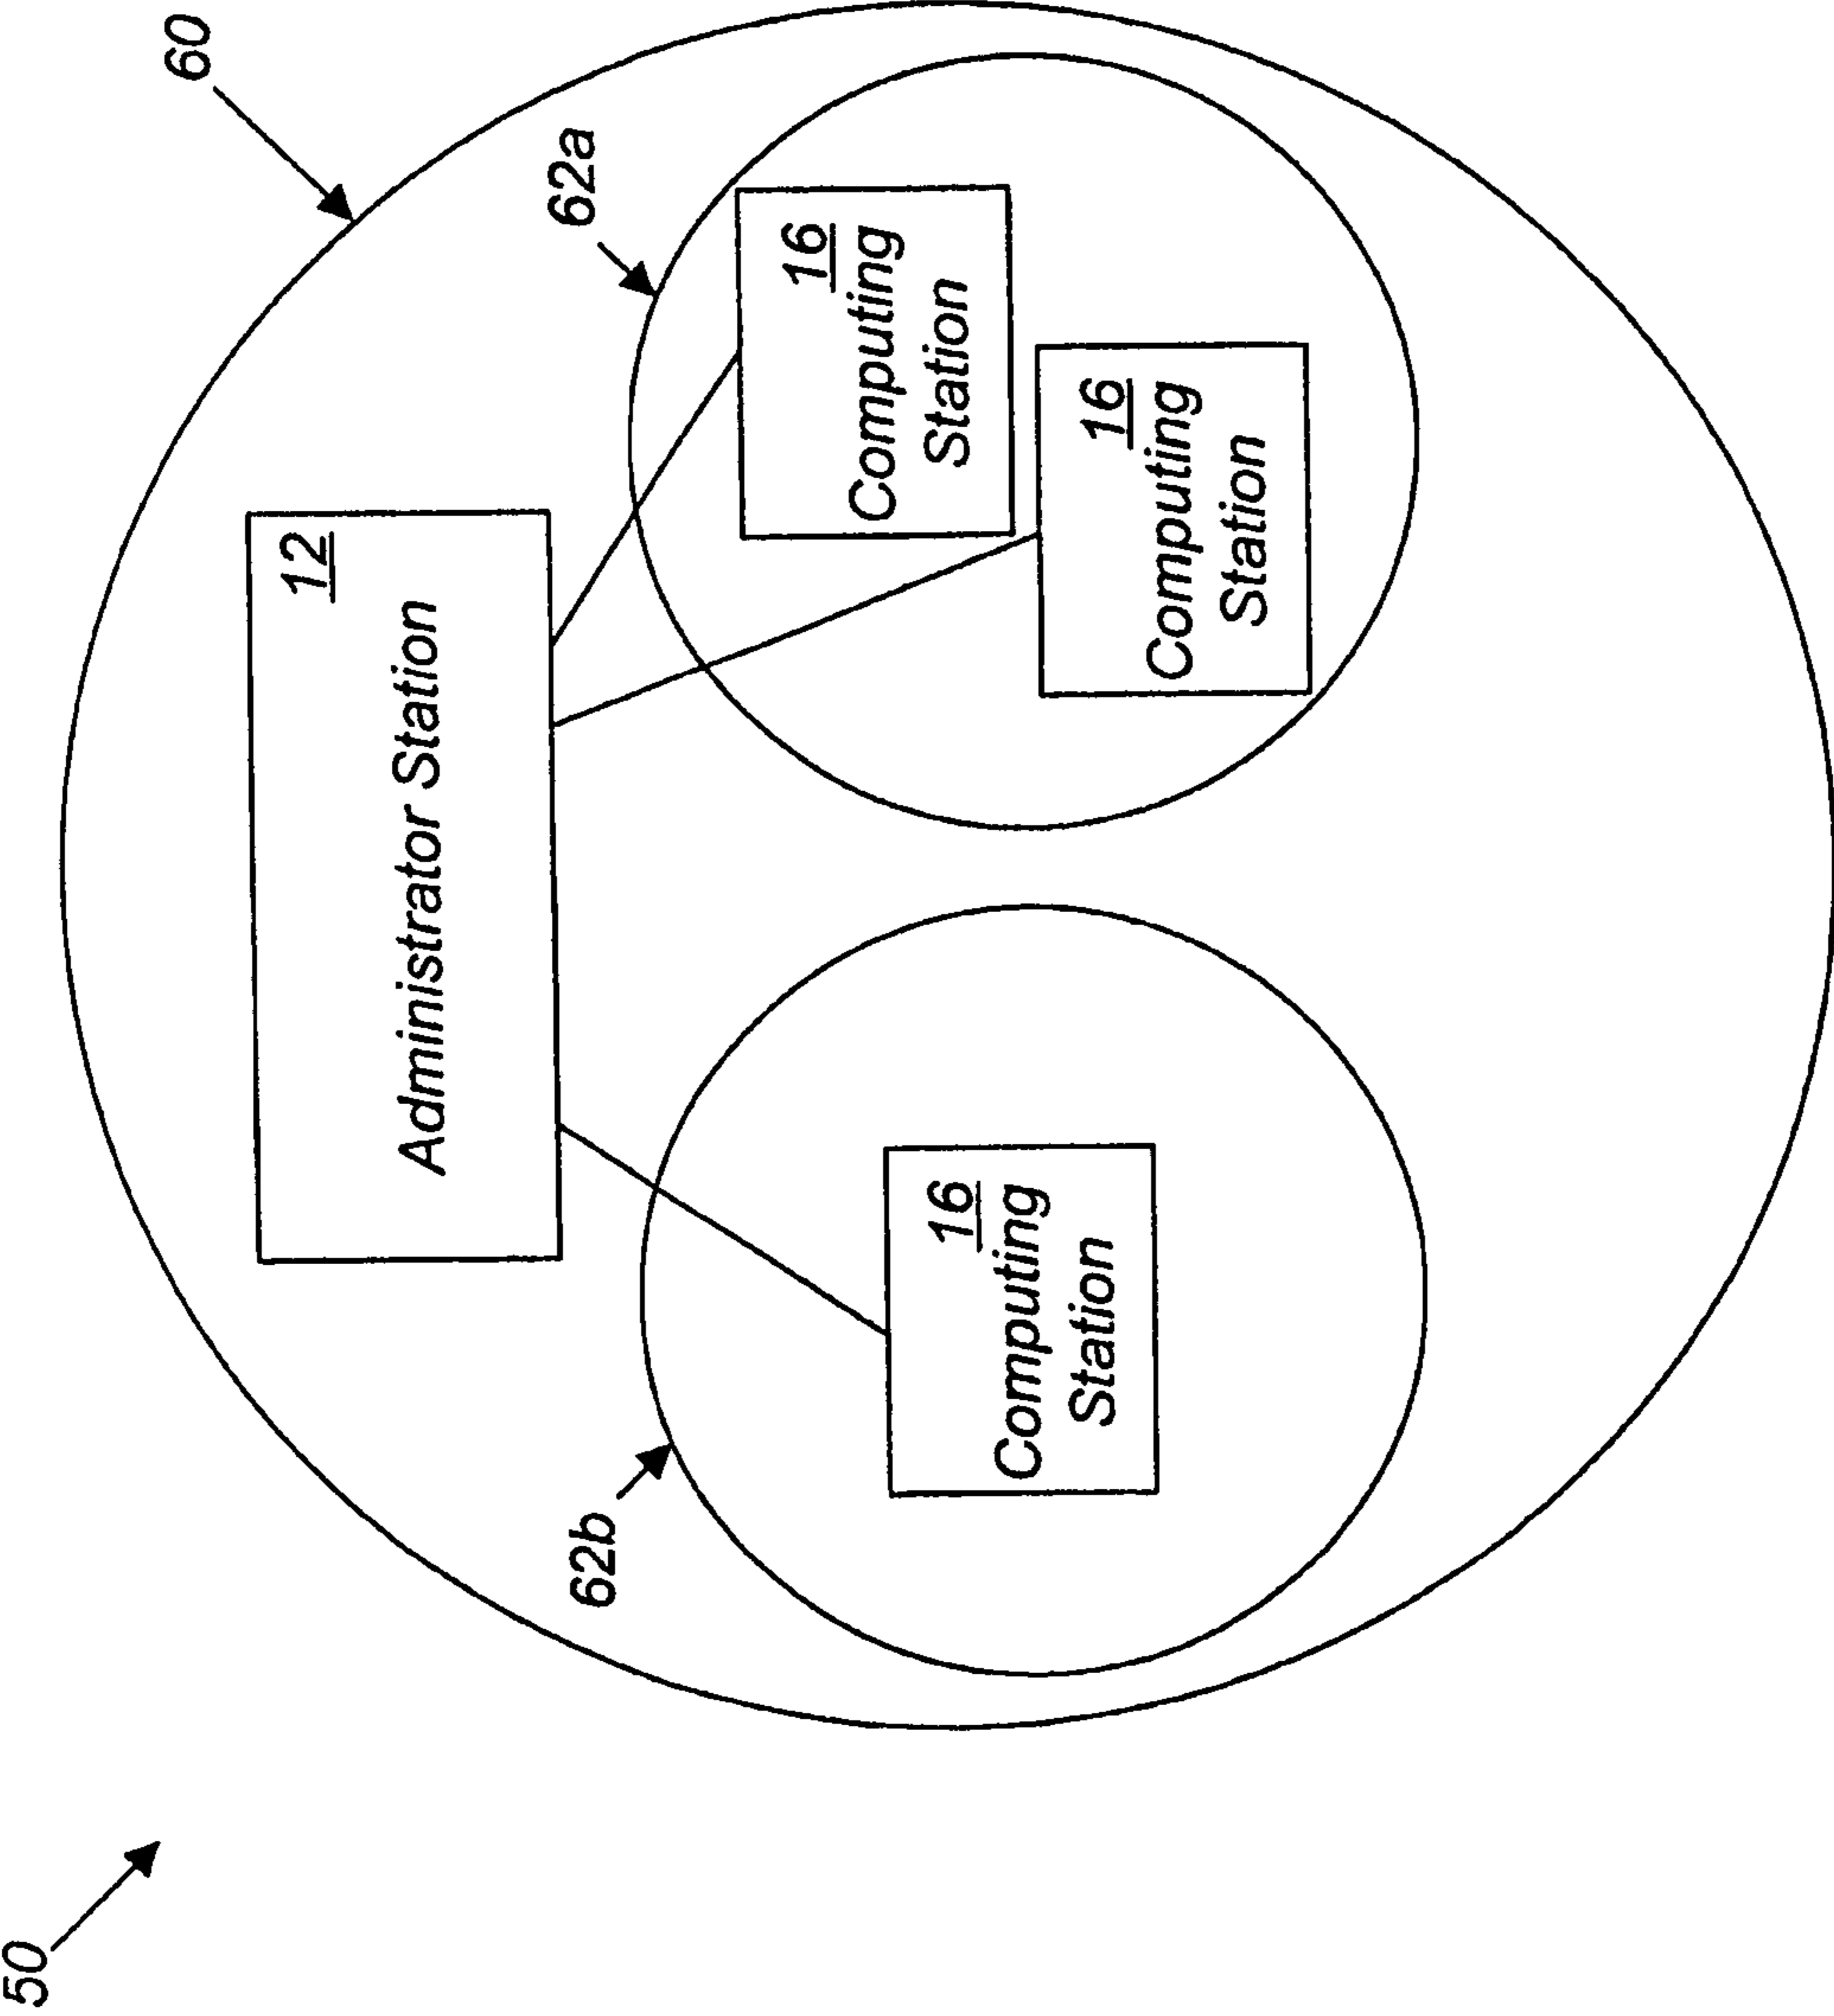 50
60
12
Administrator Station
62a
62b
16
Computing
Station
16
Computing
Station
16
Computing
Station